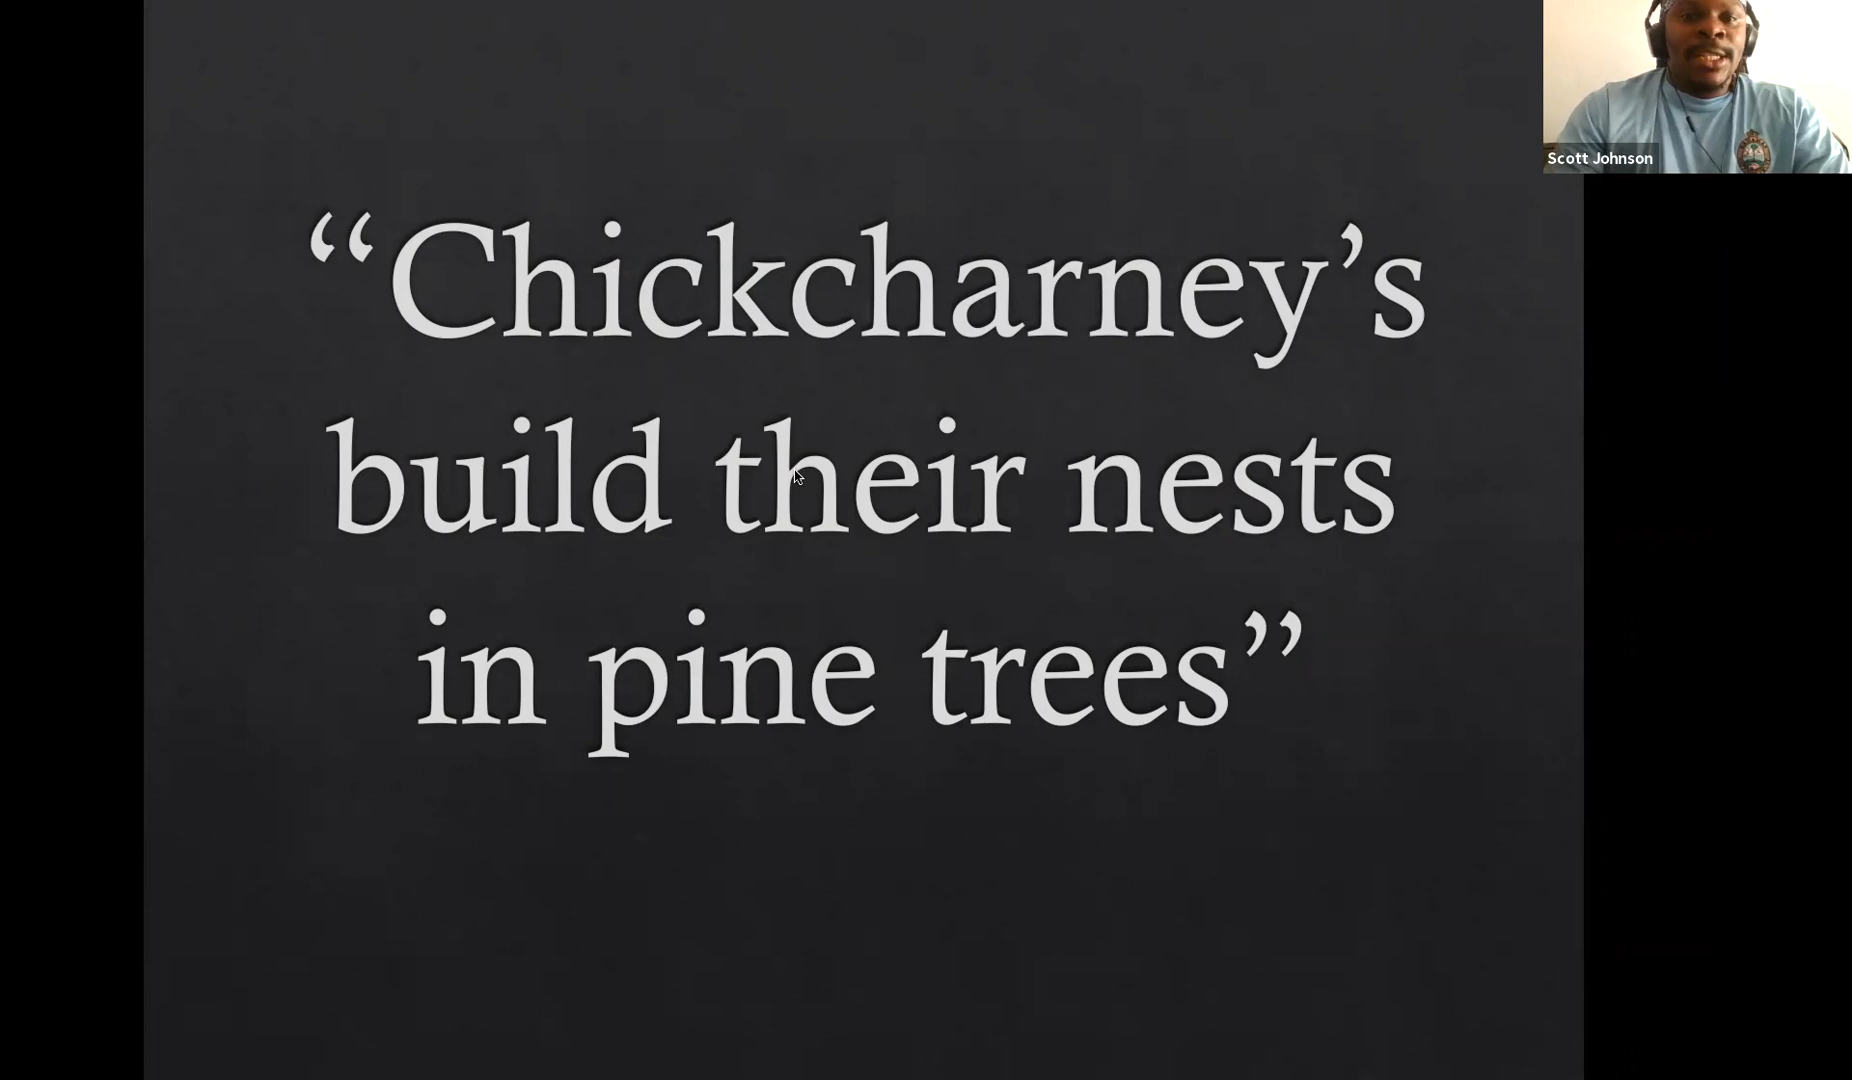 “Chickcharney’s
build their nests
in pine trees”
Scott Johnson